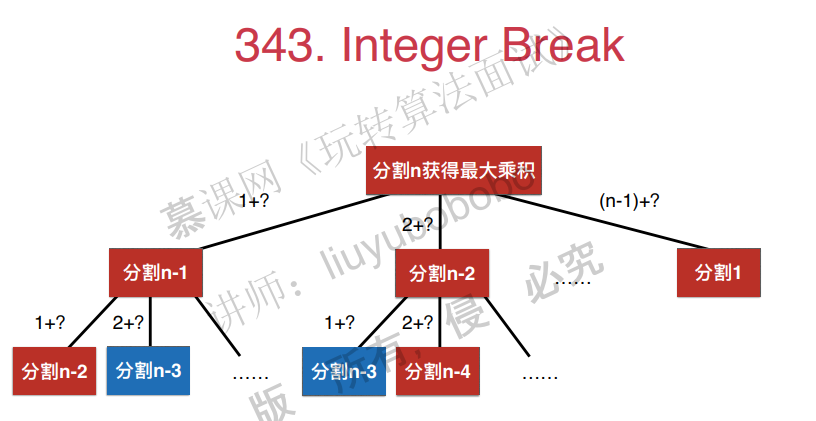 343. Integer Break
慕课网《玩转算法面试》
讲师：liuyubobobo
版 所有，侵 必究
分割n获得最大乘积
1+?
2+?
(n-1)+?
分割n-1
分割n-2
……
分割1
1+?
2+?
1+?
2+?
分割n-2
分割n-3
……
分割n-3
分割n-4
……